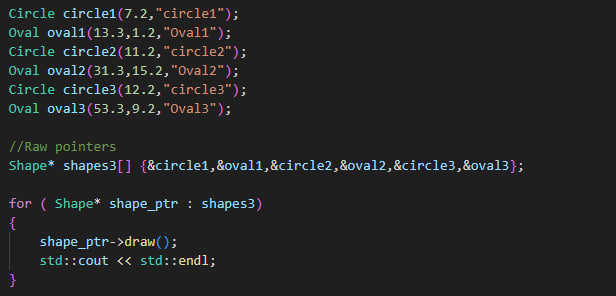 Circle circle1(7.2,"circle1");
Oval oval1(13.3,1.2,"Oval1");
Circle circle2(11.2,"circle2");
Oval oval2(31.3,15.2,"Oval2");
Circle circle3(12.2,"circle3");
Oval oval3(53.3,9.2,"Oval3");

//Raw pointers
Shape* shapes3[] {&circle1,&oval1,&circle2,&oval2,&circle3,&oval3};

for ( Shape* shape_ptr : shapes3)
{
    shape_ptr->draw();
    std::cout << std::endl;
}